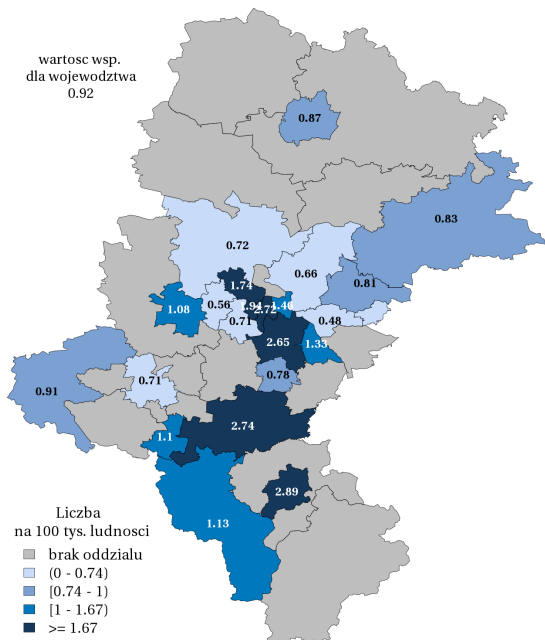 wartosc wsp.
dla wojewodztwa
0.92
0.87
0.83
0.72
0.66
0.81
1.74
0.56
2.72
1.46
1.08
0.71
0.48
2.65
1.33
0.78
0.91
0.71
2.74
1.1
2.89
1.13
Liczba
na 100 tys. ludnosci
brak oddzialu
(0 - 0.74)
[0.74 - 1)
[1 - 1.67)
>= 1.67